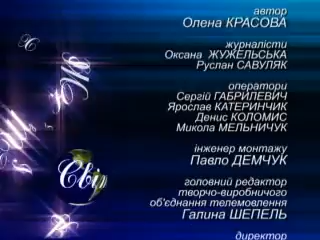 автор
Олена КРАСОВА
журналісти
Оксана ЖУЖЕЛЬСЬКА
Руслан САВУЛЯК
оператори
Сергій ГАБРИЛЕВИЧ
Ярослав КАТЕРИНЧИК
Денис КОЛОМИС
Микола МЕЛЬНИЧУК
інженер монтажу
Павло ДЕМЧУК
головний редактор
творчо-виробничого
об'єднання телемовлення
Галина ШЕПЕЛЬ
директор
Сві